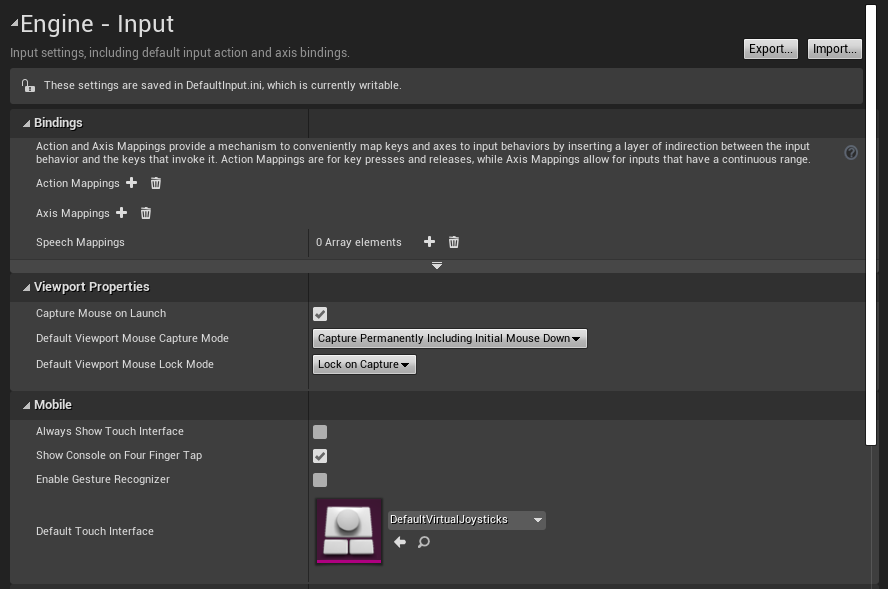 Engine - Input
Input settings, including default input action and axis bindings.
Export...
Import...
These settings are saved in DefaultInput.ini, which is currently writable.
Bindings
Action and Axis Mappings provide a mechanism to conveniently map keys and axes to input behaviors by inserting a layer of indirection between the input
behavior and the keys that invoke it. Action Mappings are for key presses and releases, while Axis Mappings allow for inputs that have a continuous range.
Action Mappings
Axis Mappings
Speech Mappings
0 Array elements
Viewport Properties
Capture Mouse on Launch
Default Viewport Mouse Capture Mode
Capture Permanently Including Initial Mouse Down
Default Viewport Mouse Lock Mode
Lock on Capture
Mobile
Always Show Touch Interface
Show Console on Four Finger Tap
Enable Gesture Recognizer
Default Touch Interface
DefaultVirtualJoysticks